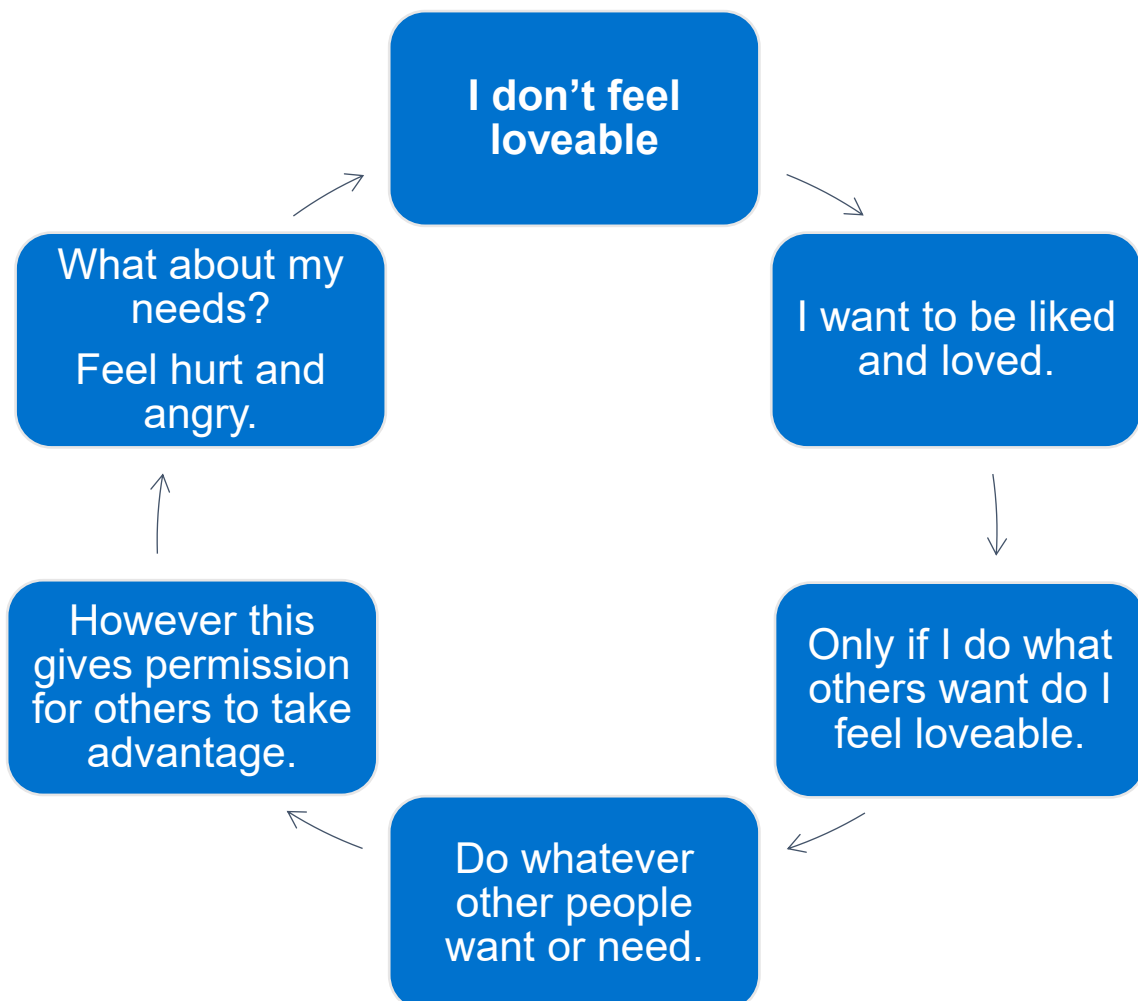 I don’t feel
loveable
I want to be liked
and loved.
Only if I do what
others want do I
feel loveable.
Do whatever
other people
want or need.
However this
gives permission
for others to take
advantage.
What about my
needs?
Feel hurt and
angry.